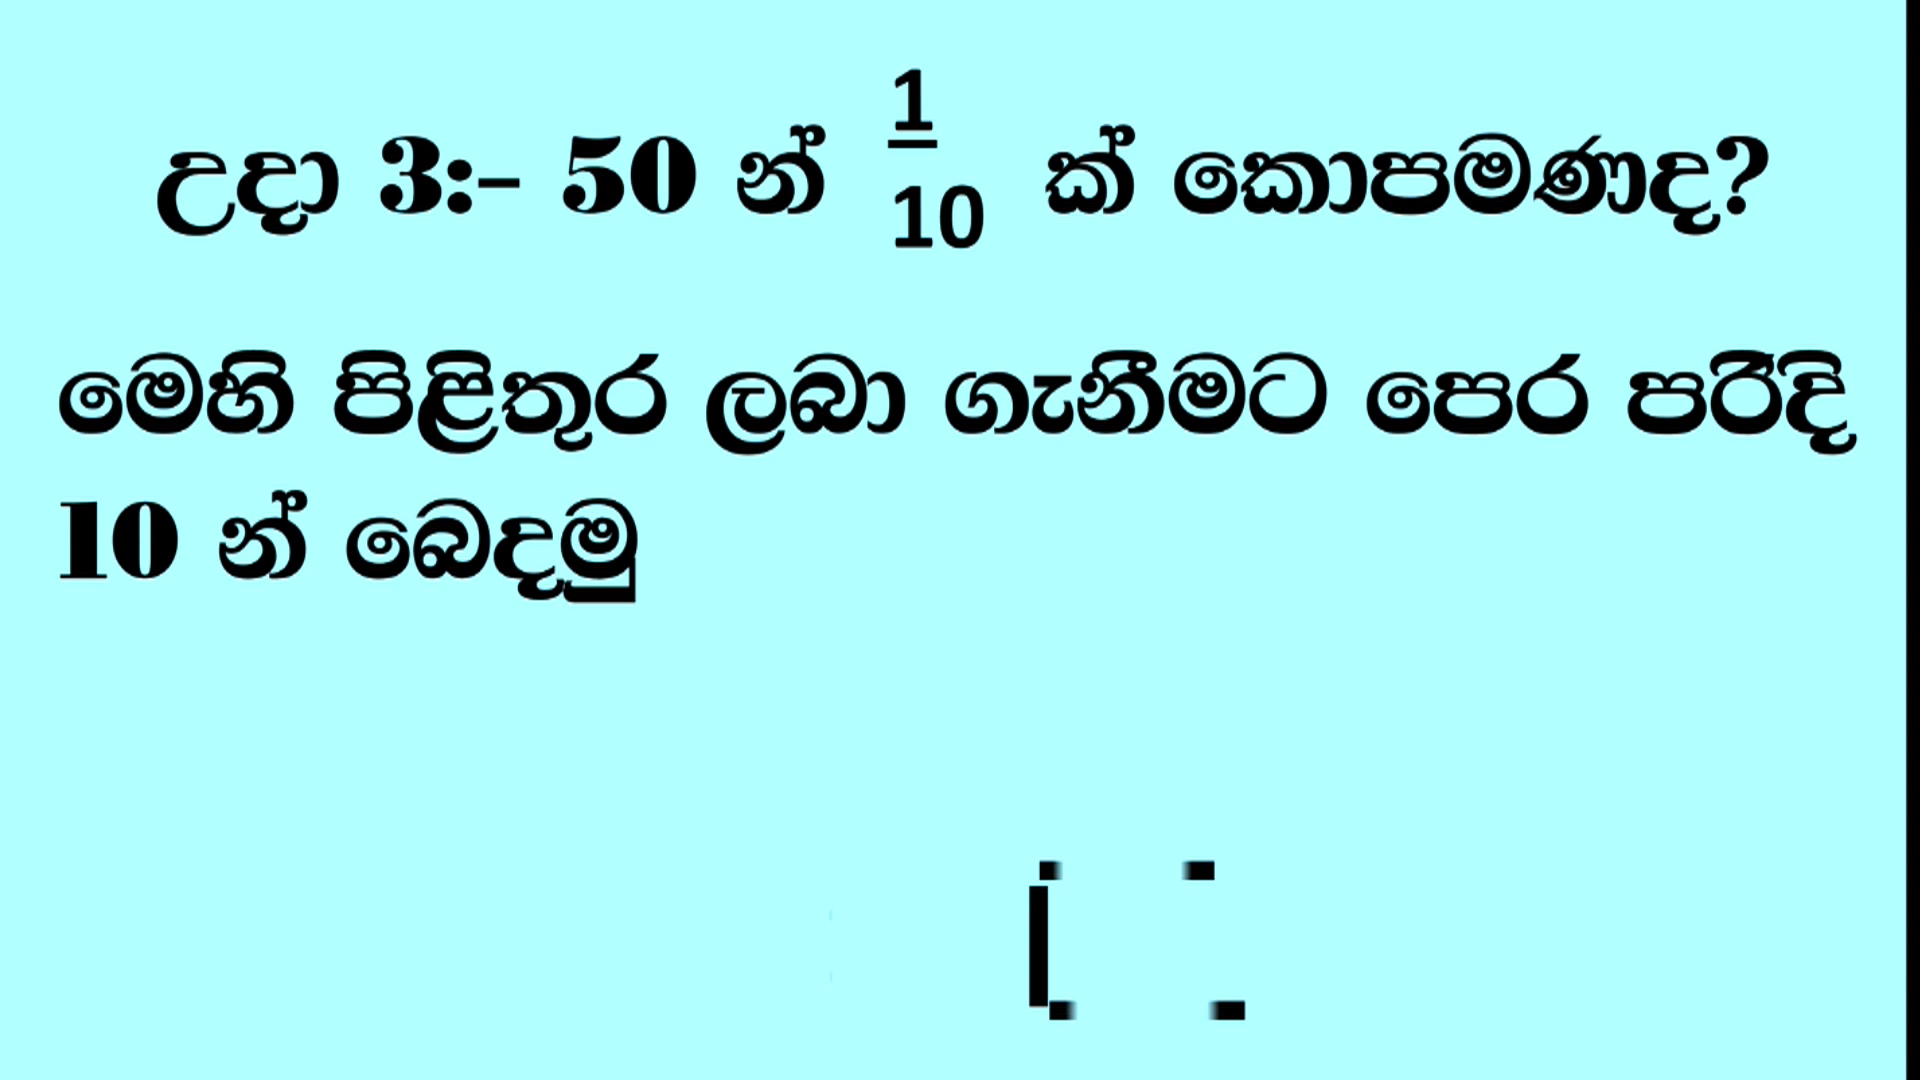 උදා 3:- 50 න් 1/10 ක් කොපමණද?
මෙහි පිළිතුර ලබා ගැනීමට පෙර පරිදි
10 න් බෙදමු